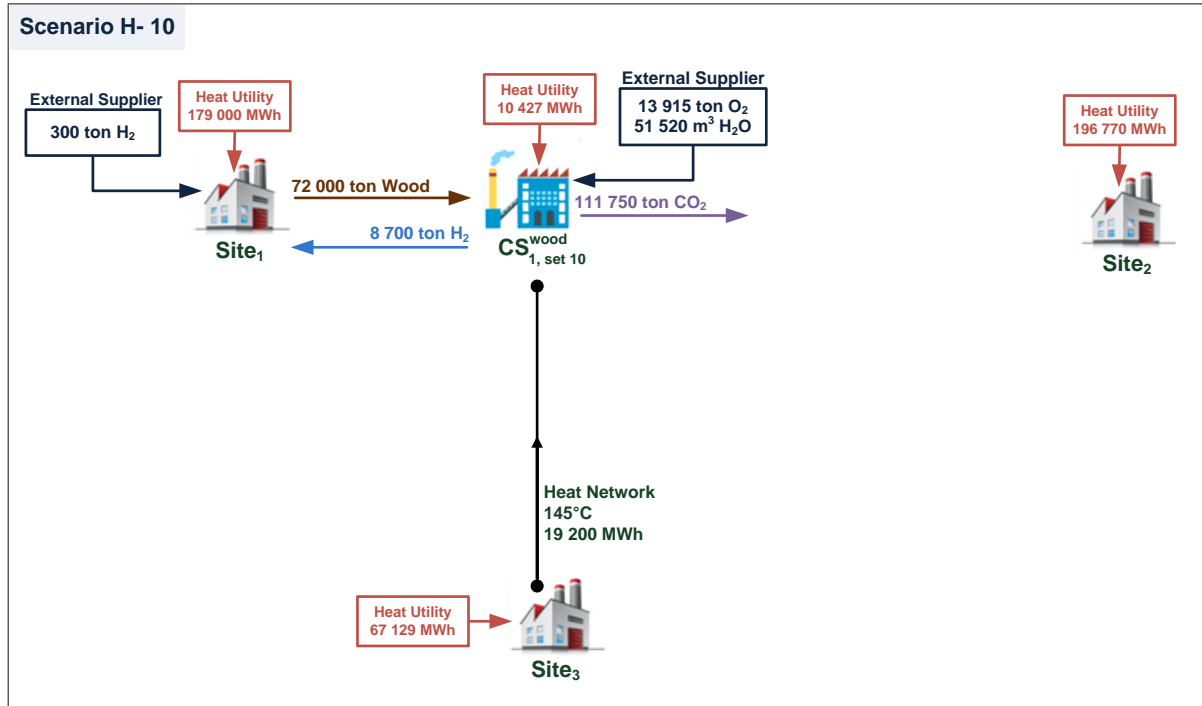 Scenario H- 10
External Supplier
300 ton H₂
Heat Utility
179 000 MWh
Heat Utility
10 427 MWh
External Supplier
13 915 ton O₂
51 520 m³ H₂O
Heat Utility
196 770 MWh
72 000 ton Wood
111 750 ton CO₂
8 700 ton H₂
Site₁
CS wood 1, set 10
Site₂
Heat Network
145°C
19 200 MWh
Heat Utility
67 129 MWh
Site₃